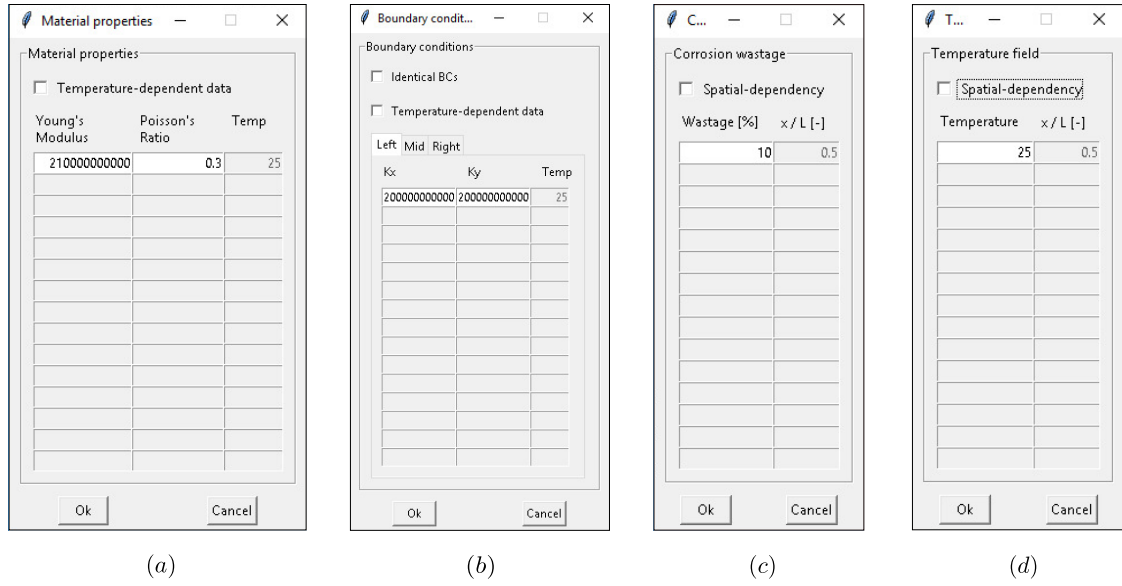 Material properties
Material properties
Temperature-dependent data
Young's Modulus Poisson's Ratio Temp
210000000000 0.3 25
Ok Cancel
(a)
Boundary condit...
Boundary conditions
Identical BCs
Temperature-dependent data
Left Mid Right
Kx Ky Temp
200000000000 200000000000 25
Ok Cancel
(b)
C...
Corrosion wastage
Spatial-dependency
Wastage [%] x / L [-]
10 0.5
Ok Cancel
(c)
T...
Temperature field
Spatial-dependency
Temperature x / L [-]
25 0.5
Ok Cancel
(d)